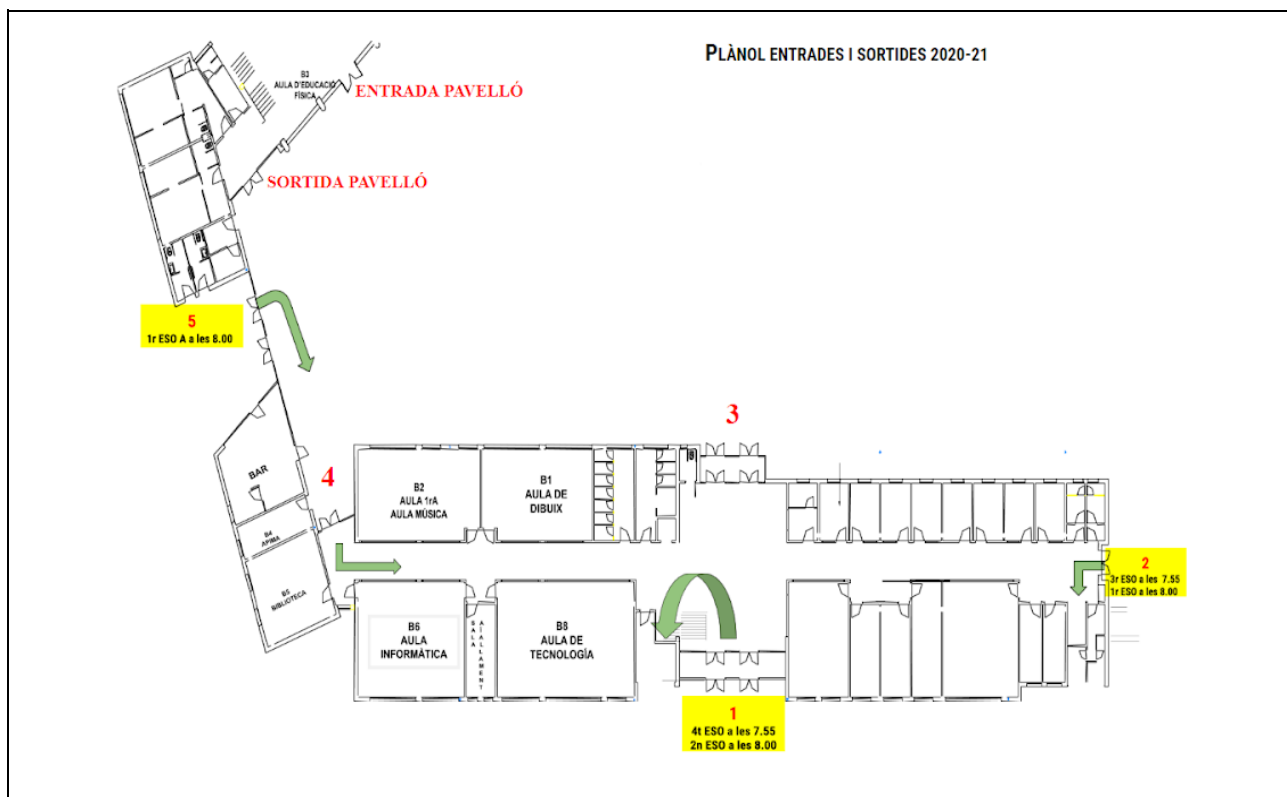 PLÀNOL ENTRADES I SORTIDES 2020-21
B3
AULA D'EDUCACIÓ
FÍSICA
ENTRADA PAVELLÓ
SORTIDA PAVELLÓ
5
1r ESO A a les 8.00
3
BAR
4
B2
AULA 1rA
AULA MÚSICA
B1
AULA DE
DIBUIX
B4
APIMA
B5
BIBLIOTECA
2
3r ESO a les 7.55
1r ESO a les 8.00
B6
AULA
INFORMÀTICA
SALA
AÏALLAMENT
B8
AULA DE
TECNOLOGÍA
1
4t ESO a les 7.55
2n ESO a les 8.00